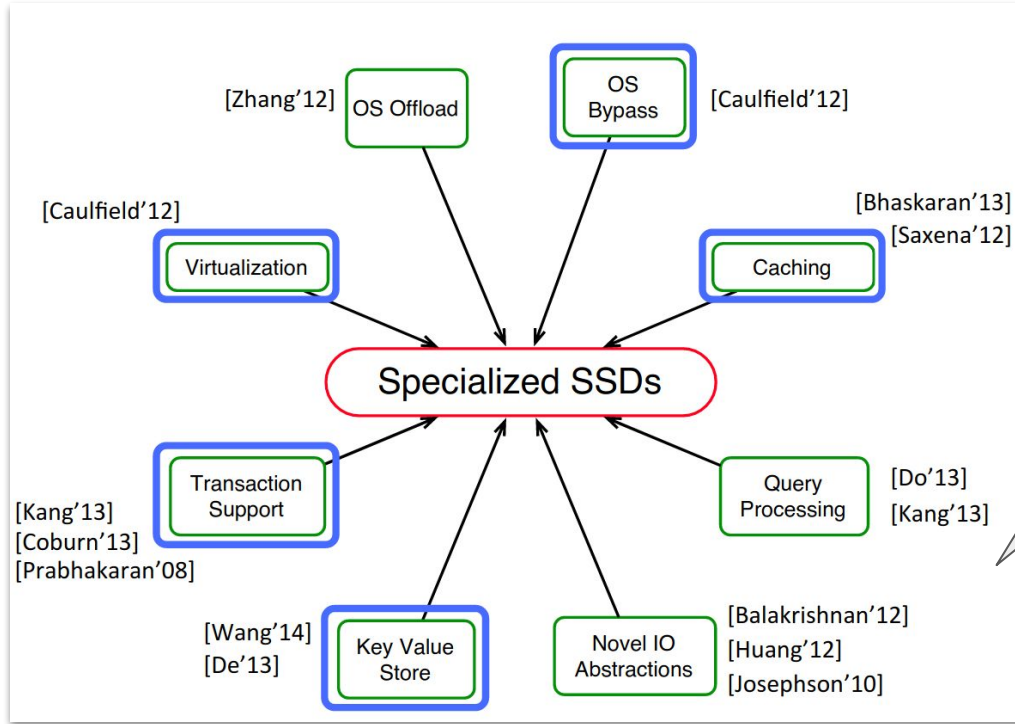 [Zhang’12]
OS Offload
OS
Bypass
[Caulfield’12]
[Caulfield’12]
Virtualization
[Bhaskaran’13]
[Saxena’12]
Caching
Specialized SSDs
Transaction
Support
[Kang’13]
[Coburn’13]
[Prabhakaran’08]
Query
Processing
[Do’13]
[Kang’13]
[Wang’14]
[De’13]
Key Value
Store
Novel IO
Abstractions
[Balakrishnan’12]
[Huang’12]
[Josephson’10]